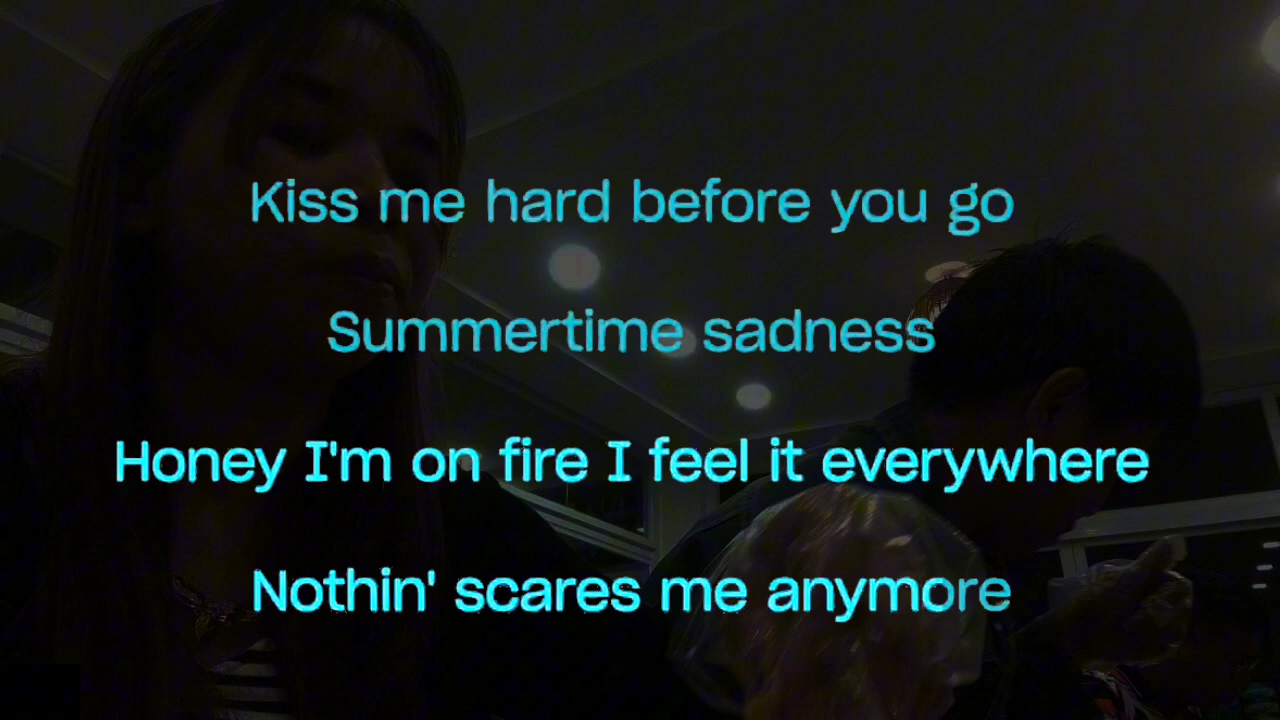 Kiss me hard before you go
Summertime sadness
Honey I'm on fire I feel it everywhere
Nothin' scares me anymore